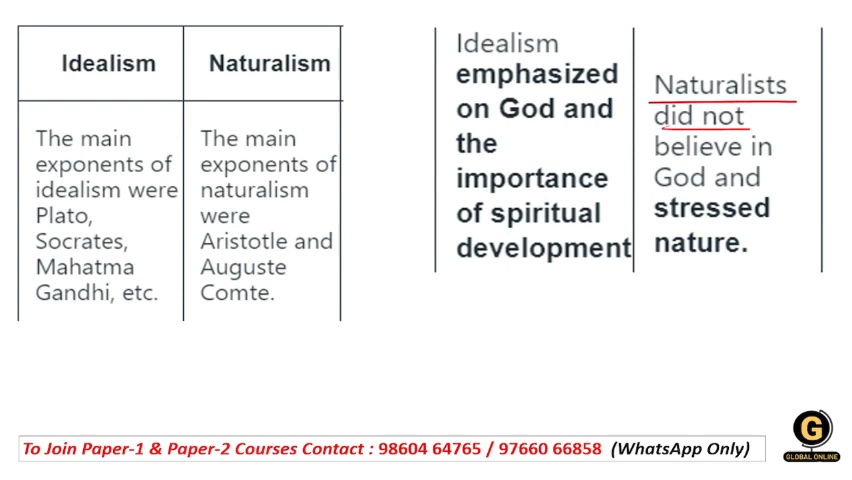 Idealism
Naturalism
The main
exponents of
idealism were
Plato,
Socrates,
Mahatma
Gandhi, etc.
The main
exponents of
naturalism
were
Aristotle and
Auguste
Comte.
Idealism
emphasized
on God and
the
importance
of spiritual
development
Naturalists
did not
believe in
God and
stressed
nature.
To Join Paper-1 & Paper-2 Courses Contact : 98604 64765 / 97660 66858 (WhatsApp Only)
G
GLOBAL ONLINE